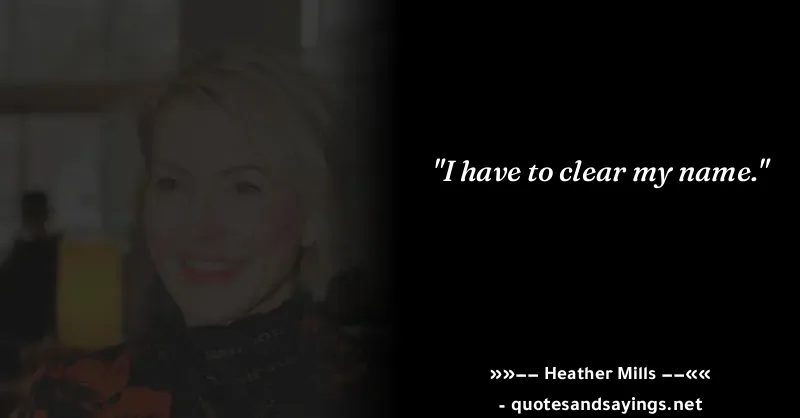 "I have to clear my name."
»»−− Heather Mills −−««
- quotesandsayings.net